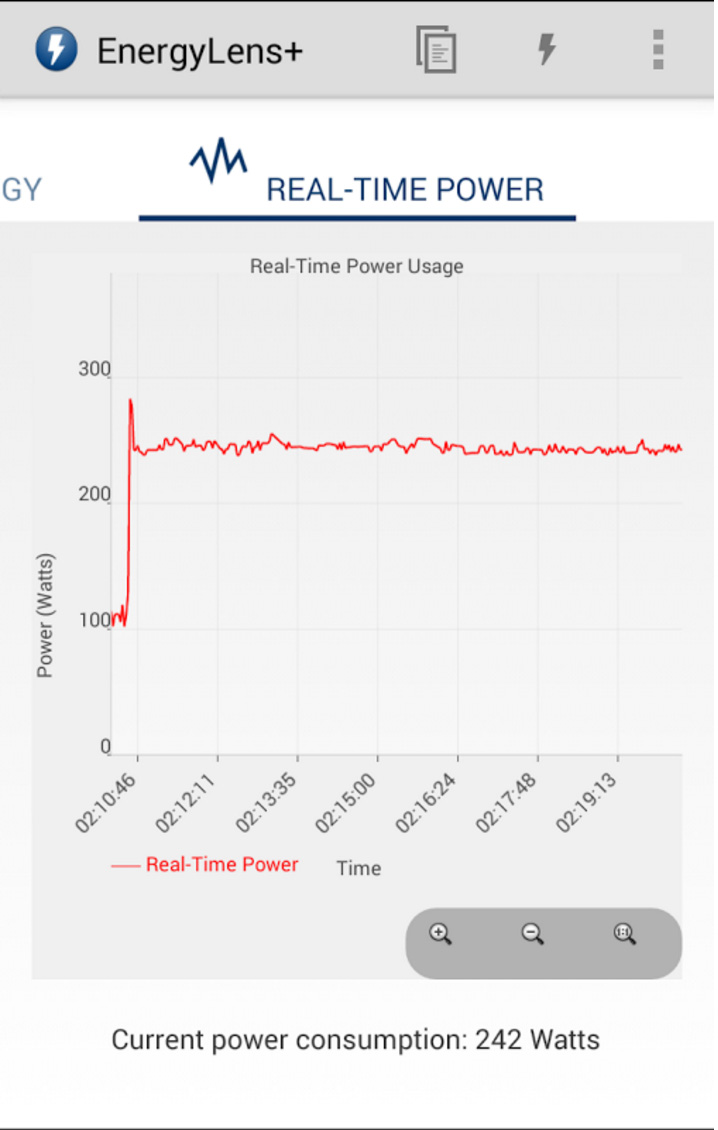 EnergyLens+
GY
REAL-TIME POWER
Real-Time Power Usage
300
200
100
0
Power (Watts)
02:10:46
02:12:11
02:13:35
02:15:00
02:16:24
02:17:48
02:19:13
Real-Time Power
Time
1:1
Current power consumption: 242 Watts